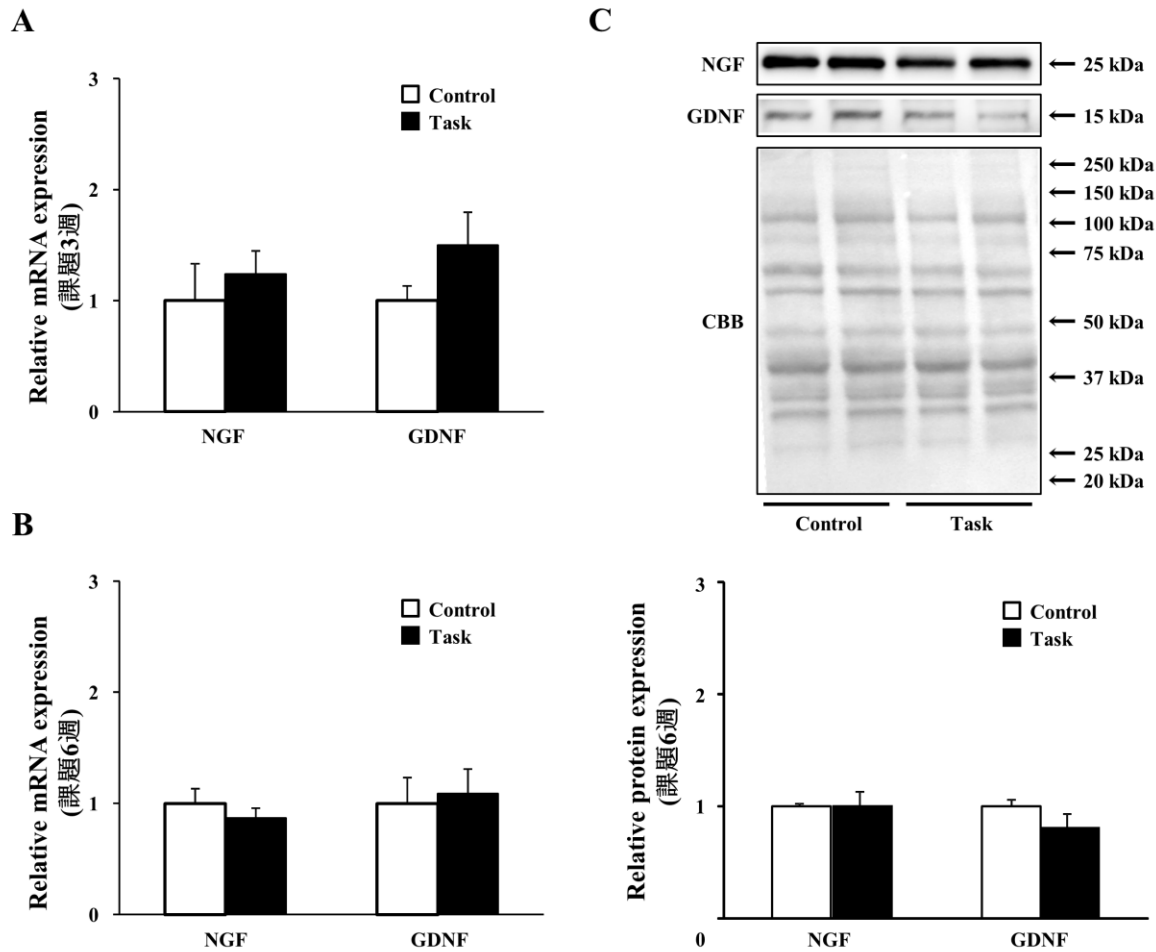 A
Relative mRNA expression
(課題3週)
3
2
1
0
Control
Task
NGF
GDNF
B
Relative mRNA expression
(課題6週)
3
2
1
0
Control
Task
NGF
GDNF
C
NGF
← 25 kDa
GDNF
← 15 kDa
CBB
← 250 kDa
← 150 kDa
← 100 kDa
← 75 kDa
← 50 kDa
← 37 kDa
← 25 kDa
← 20 kDa
Control
Task
Relative protein expression
(課題6週)
3
2
1
0
Control
Task
NGF
GDNF